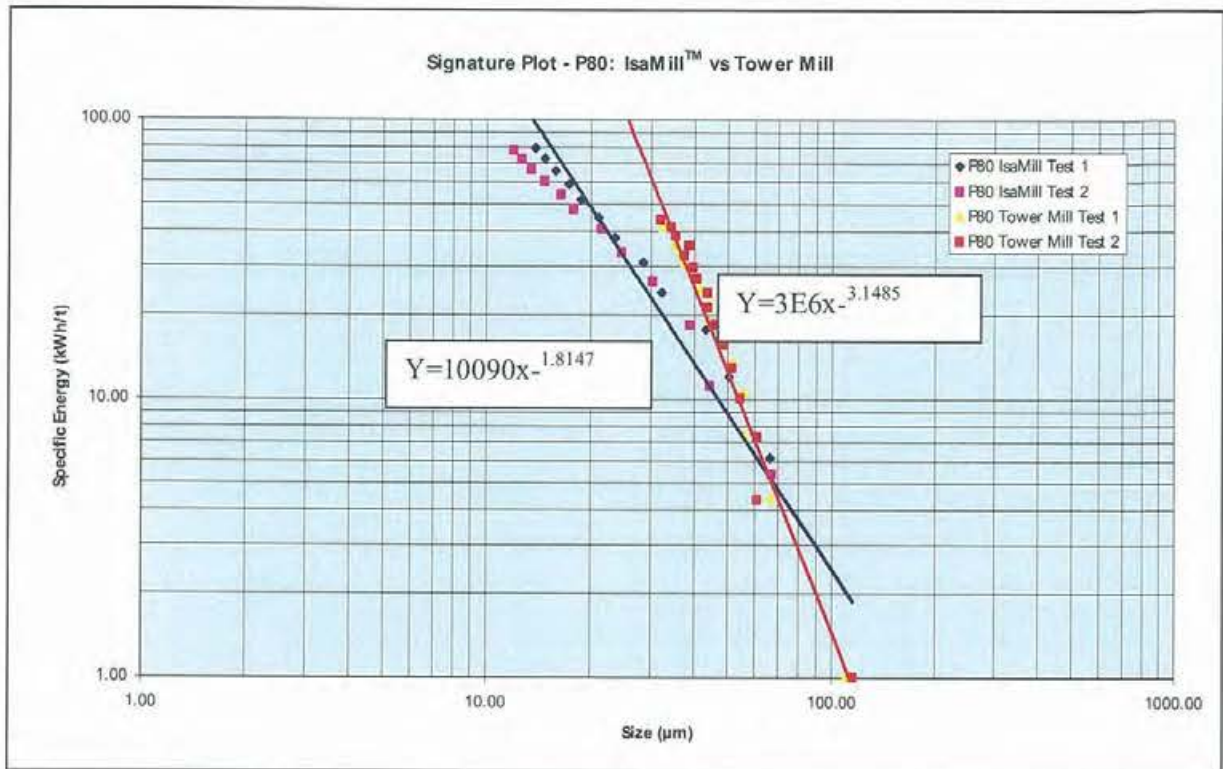 Signature Plot - P80: IsaMill™ vs Tower Mill
100.00
10.00
1.00
Specific Energy (kWh/t)
P80 IsaMill Test 1
P80 IsaMill Test 2
P80 Tower Mill Test 1
P80 Tower Mill Test 2
Y=3E6x-3.1485
Y=10090x-1.8147
1.00
10.00
100.00
1000.00
Size (µm)